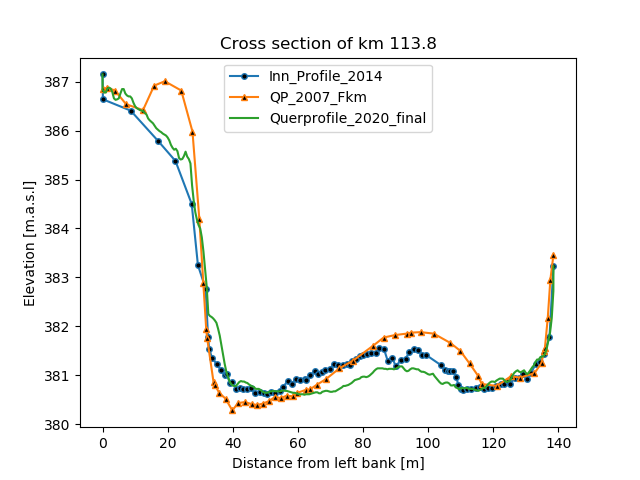 Cross section of km 113.8
Inn_Profile_2014
QP_2007_Fkm
Querprofile_2020_final
Elevation [m.a.s.l]
387
386
385
384
383
382
381
380
0 20 40 60 80 100 120 140
Distance from left bank [m]